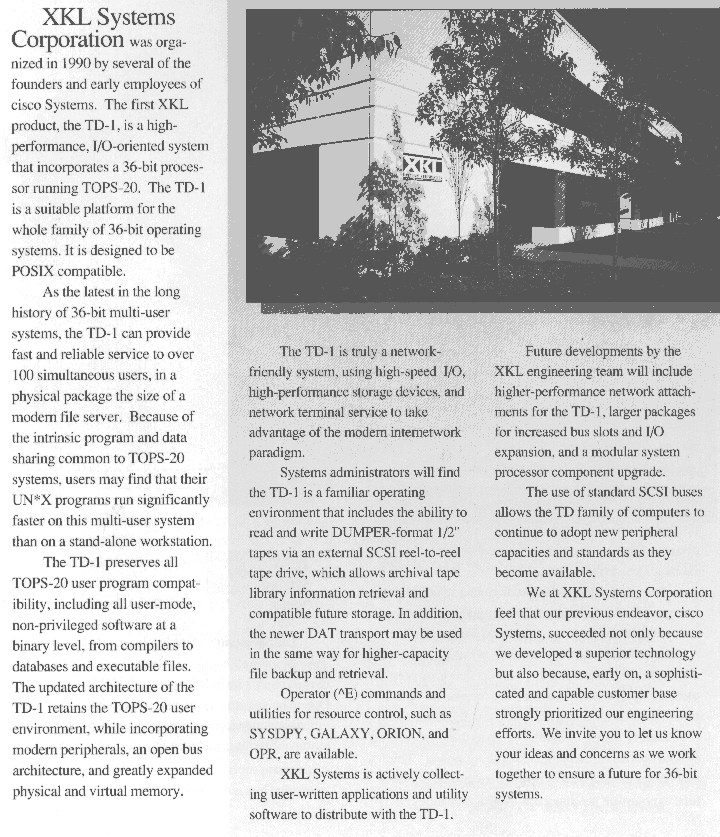 XKL Systems
Corporation was orga-
nized in 1990 by several of the
founders and early employees of
cisco Systems. The first XKL
product, the TD-1, is a high-
performance, I/O-oriented system
that incorporates a 36-bit proces-
sor running TOPS-20. The TD-1
is a suitable platform for the
whole family of 36-bit operating
systems. It is designed to be
POSIX compatible.
As the latest in the long
history of 36-bit multi-user
systems, the TD-1 can provide
fast and reliable service to over
100 simultaneous users, in a
physical package the size of a
modern file server. Because of
the intrinsic program and data
sharing common to TOPS-20
systems, users may find that their
UN*X programs run significantly
faster on this multi-user system
than on a stand-alone workstation.
The TD-1 preserves all
TOPS-20 user program compat-
ibility, including all user-mode,
non-privileged software at a
binary level, from compilers to
databases and executable files.
The updated architecture of the
TD-1 retains the TOPS-20 user
environment, while incorporating
modern peripherals, an open bus
architecture, and greatly expanded
physical and virtual memory.
XKL
The TD-1 is truly a network-
friendly system, using high-speed I/O,
high-performance storage devices, and
network terminal service to take
advantage of the modern internetwork
paradigm.
Systems administrators will find
the TD-1 is a familiar operating
environment that includes the ability to
read and write DUMPER-format 1/2"
tapes via an external SCSI reel-to-reel
tape drive, which allows archival tape
library information retrieval and
compatible future storage. In addition,
the newer DAT transport may be used
in the same way for higher-capacity
file backup and retrieval.
Operator (^E) commands and
utilities for resource control, such as
SYSDPY, GALAXY, ORION, and
OPR, are available.
XKL Systems is actively collect-
ing user-written applications and utility
software to distribute with the TD-1.
Future developments by the
XKL engineering team will include
higher-performance network attach-
ments for the TD-1, larger packages
for increased bus slots and I/O
expansion, and a modular system
processor component upgrade.
The use of standard SCSI buses
allows the TD family of computers to
continue to adopt new peripheral
capacities and standards as they
become available.
We at XKL Systems Corporation
feel that our previous endeavor, cisco
Systems, succeeded not only because
we developed a superior technology
but also because, early on, a sophisti-
cated and capable customer base
strongly prioritized our engineering
efforts. We invite you to let us know
your ideas and concerns as we work
together to ensure a future for 36-bit
systems.